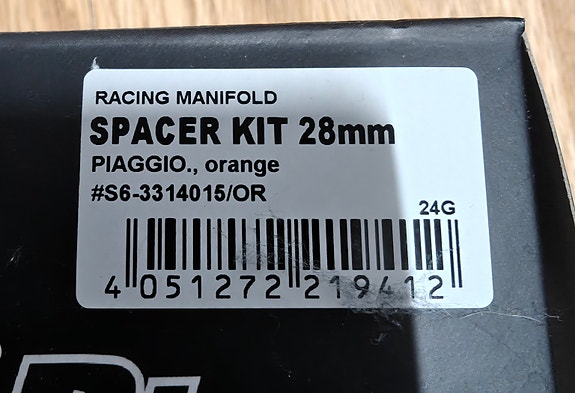 RACING MANIFOLD
SPACER KIT 28mm
PIAGGIO., orange
#S6-3314015/OR
24G
4 051272 219412